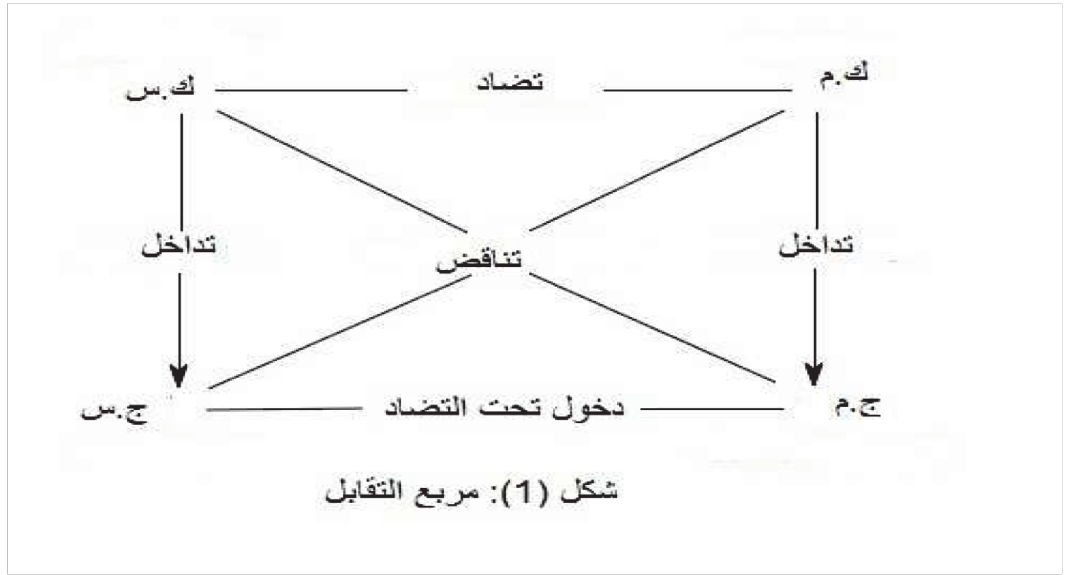 ك.م تضاد ك.س
تداخل تناقض تداخل
ج.م دخول تحت التضاد ج.س
شكل (1): مربع التقابل